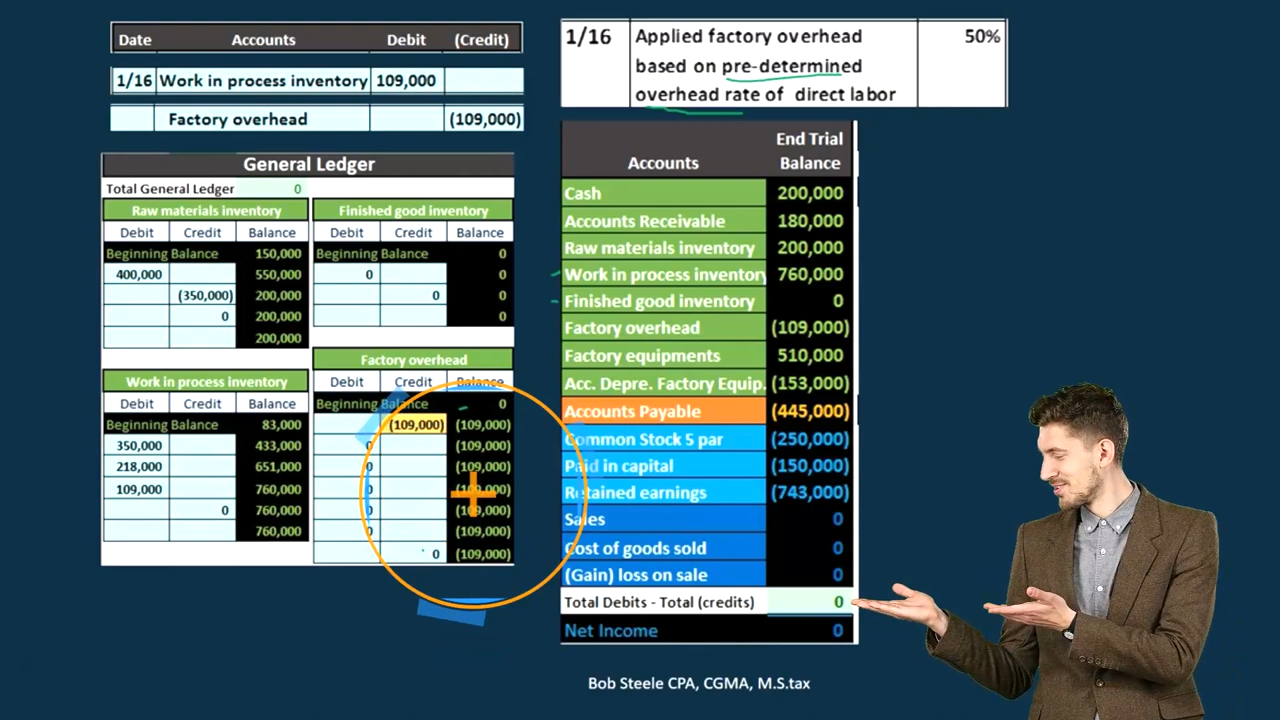 Date Accounts Debit (Credit)
1/16 Work in process inventory 109,000
Factory overhead (109,000)
1/16 Applied factory overhead 50%
based on pre-determined
overhead rate of direct labor
General Ledger
Total General Ledger 0
Raw materials inventory
Debit Credit Balance
Beginning Balance 150,000
400,000 550,000
(350,000) 200,000
0 200,000
200,000
Finished good inventory
Debit Credit Balance
Beginning Balance 0
0 0
0 0
0
Work in process inventory
Debit Credit Balance
Beginning Balance 83,000
350,000 433,000
218,000 651,000
109,000 760,000
0 760,000
760,000
Factory overhead
Debit Credit Balance
Beginning Balance 0
(109,000) (109,000)
0 (109,000)
0 (109,000)
0 (109,000)
0 (109,000)
0 (109,000)
0 (109,000)
Accounts End Trial Balance
Cash 200,000
Accounts Receivable 180,000
Raw materials inventory 200,000
Work in process inventory 760,000
Finished good inventory 0
Factory overhead (109,000)
Factory equipments 510,000
Acc. Depre. Factory Equip. (153,000)
Accounts Payable (445,000)
Common Stock 5 par (250,000)
Paid in capital (150,000)
Retained earnings (743,000)
Sales 0
Cost of goods sold 0
(Gain) loss on sale 0
Total Debits - Total (credits) 0
Net Income 0
Bob Steele CPA, CGMA, M.S.tax